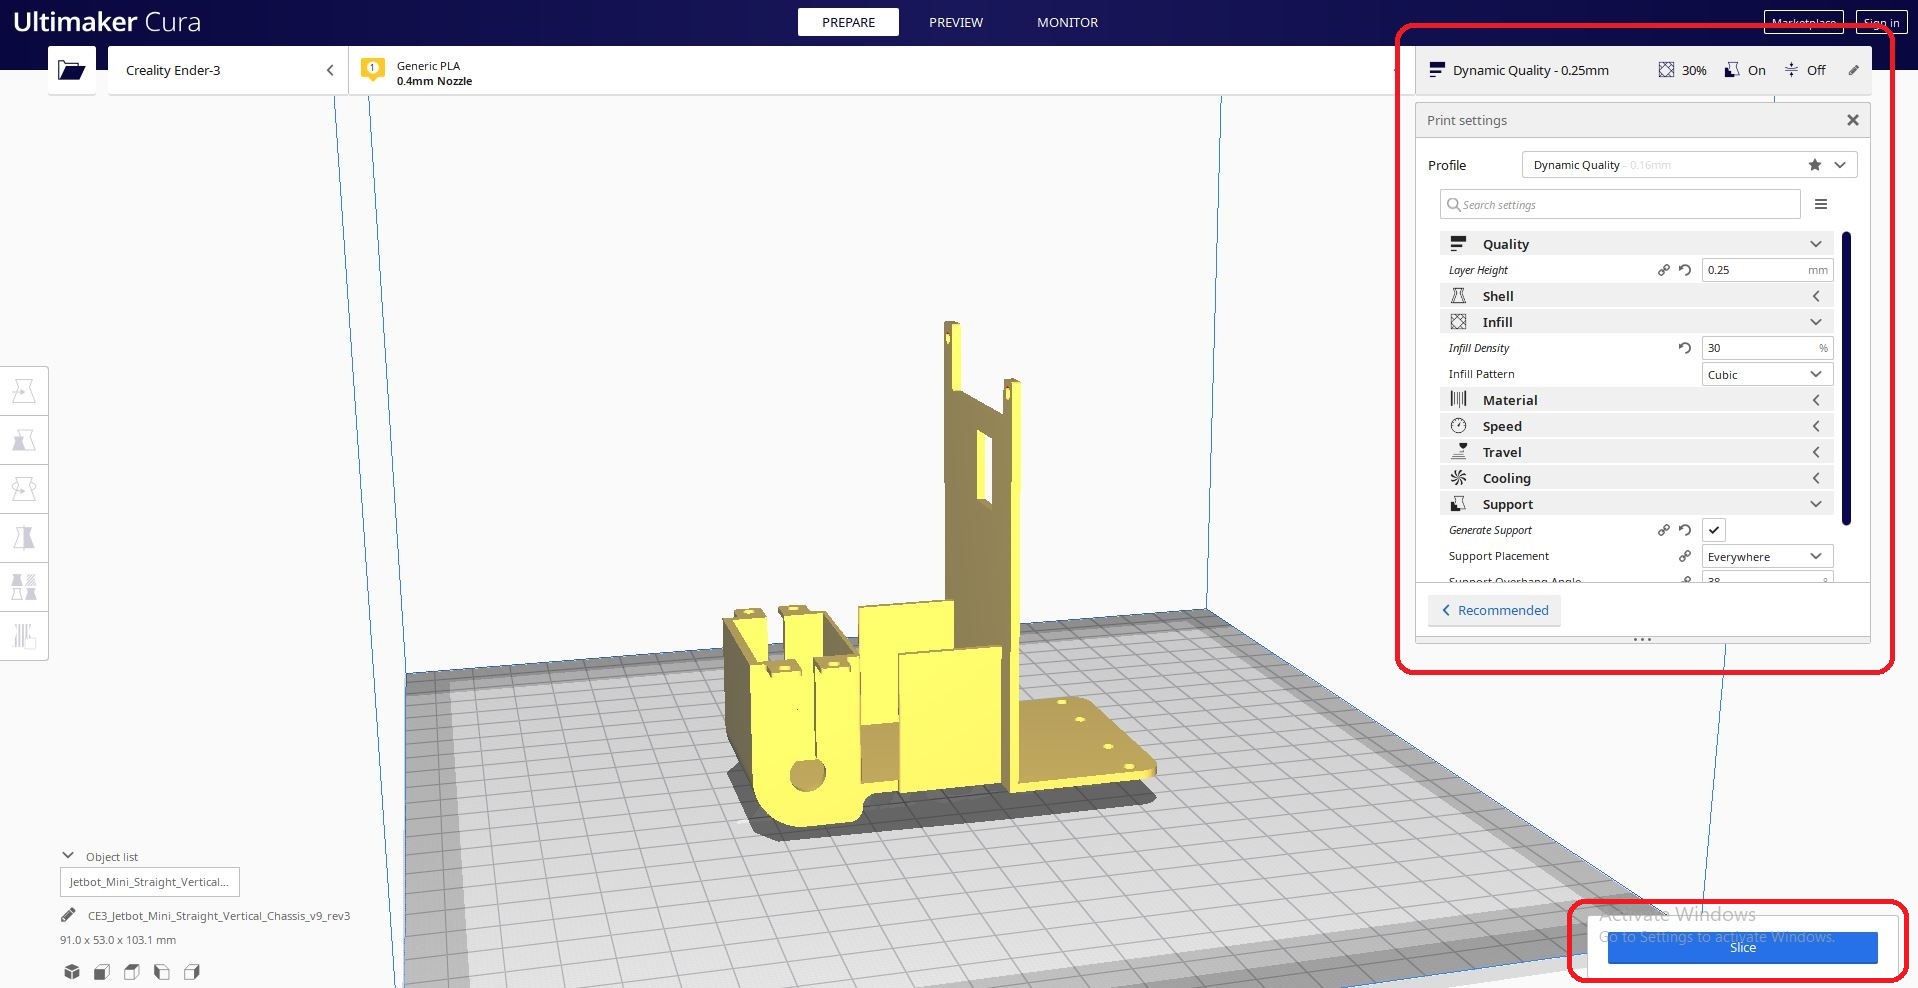 Ultimaker Cura
PREPARE
PREVIEW
MONITOR
Marketplace
Sign in
Creality Ender-3
1
Generic PLA
0.4mm Nozzle
Dynamic Quality - 0.25mm
30%
On
Off
Print settings
Profile
Dynamic Quality - 0.16mm
Search settings
Quality
Layer Height
0.25 mm
Shell
Infill
Infill Density
30 %
Infill Pattern
Cubic
Material
Speed
Travel
Cooling
Support
Generate Support
Support Placement
Everywhere
Support Overhang Angle
38 °
Recommended
Object list
Jetbot_Mini_Straight_Vertical...
CE3_Jetbot_Mini_Straight_Vertical_Chassis_v9_rev3
91.0 x 53.0 x 103.1 mm
Activate Windows
Go to Settings to activate Windows.
Slice